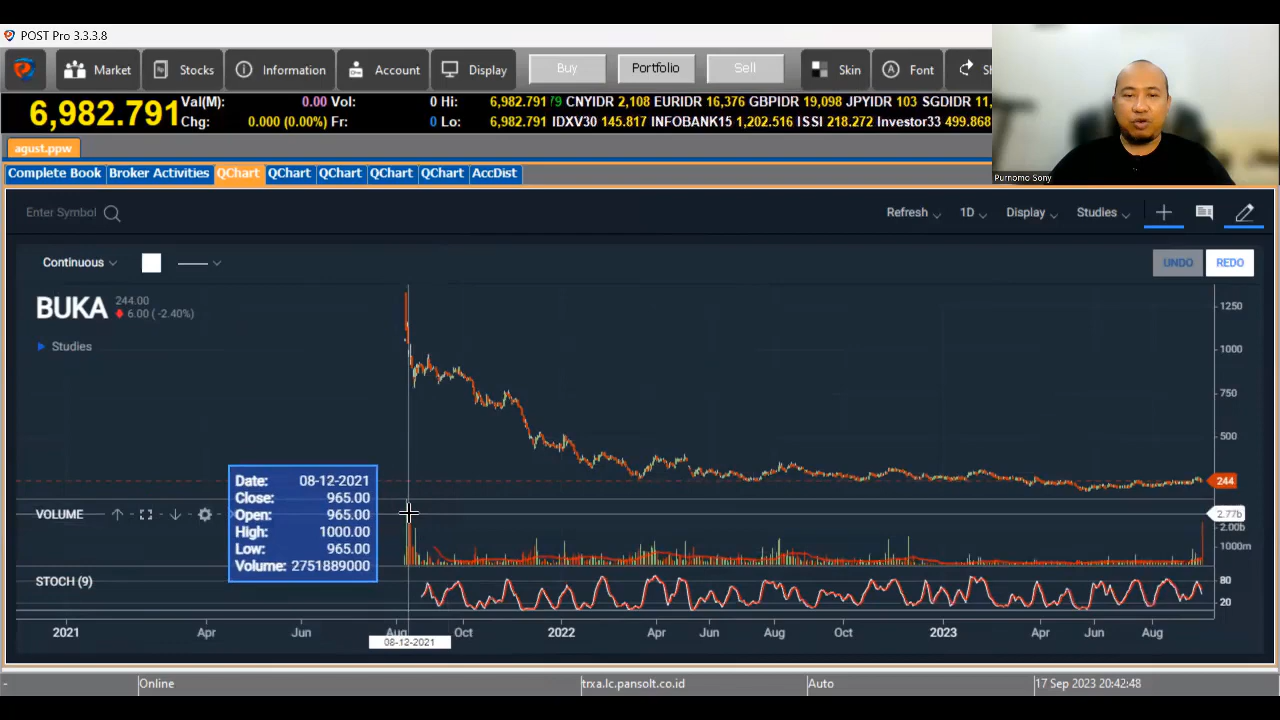 POST Pro 3.3.3.8
Market Stocks Information Account Display Buy Portfolio Sell Skin Font
6,982.791 Val(M): 0.00 Vol: 0 Hi: 6,982.791 CNYIDR 2,108 EURIDR 16,376 GBPIDR 19,098 JPYIDR 103 SGDIDR 11,
Chg: 0.000 (0.00%) Fr: 0 Lo: 6,982.791 IDXV30 145.817 INFOBANK15 1,202.516 ISSI 218.272 Investor33 499.868
agust.ppw
Complete Book Broker Activities QChart QChart QChart QChart QChart AccDist
Purnomo Sony
Enter Symbol Refresh 1D Display Studies
Continuous UNDO REDO
BUKA 244.00
6.00 (-2.40%)
Studies
1250
1000
750
500
244
Date: 08-12-2021
Close: 965.00
Open: 965.00
High: 1000.00
Low: 965.00
Volume: 2751889000
VOLUME
2.77b
2.00b
1000m
STOCH (9)
80
20
2021 Apr Jun Aug Oct 2022 Apr Jun Aug Oct 2023 Apr Jun Aug
08-12-2021
- Online trxa.lc.pansolt.co.id Auto 17 Sep 2023 20:42:48